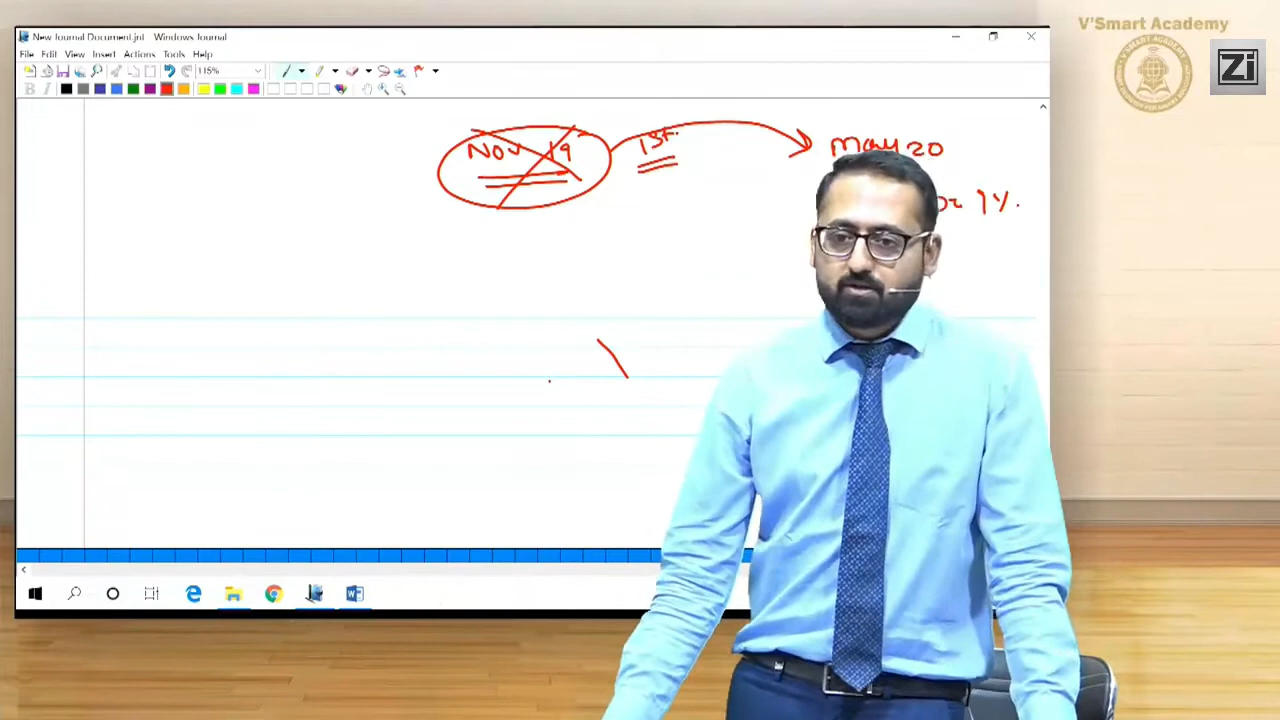 V'Smart Academy
New Journal Document.jnt - Windows Journal
Zi
File Edit View Insert Actions Tools Help
115%
B I
Nov 19 1st. May 20
1%.